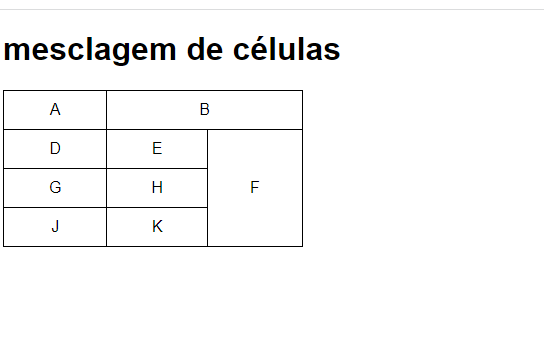 mesclagem de células
A B
D E
G H F
J K